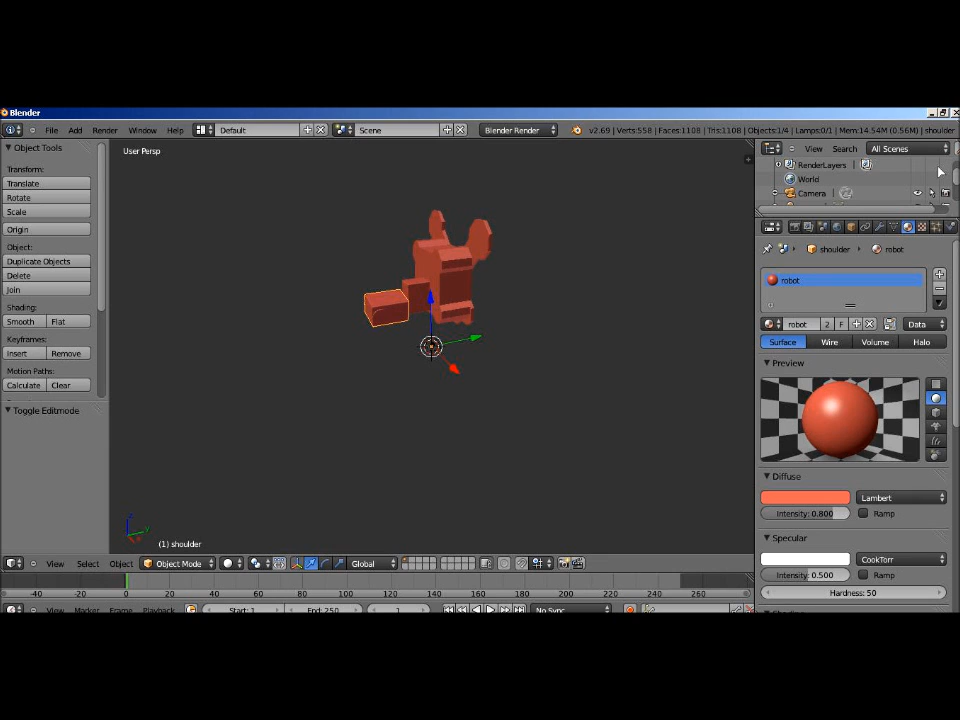 Blender
File Add Render Window Help Default Scene Blender Render v2.69 | Verts:558 | Faces:1108 | Tris:1108 | Objects:1/4 | Lamps:0/1 | Mem:14.54M (0.56M) | shoulder
Object Tools
Transform:
Translate
Rotate
Scale
Origin
Object:
Duplicate Objects
Delete
Join
Shading:
Smooth Flat
Keyframes:
Insert Remove
Motion Paths:
Calculate Clear
Toggle Editmode
User Persp
Z
Y
(1) shoulder
View Select Object Object Mode Global
-40 -20 0 20 40 60 80 100 120 140 160 180 200 220 240 260
View Marker Frame Playback Start: 1 End: 250 1 No Sync
View Search All Scenes
RenderLayers
World
Camera
shoulder robot
robot
robot 2 F Data
Surface Wire Volume Halo
Preview
Diffuse
Lambert
Intensity: 0.800 Ramp
Specular
CookTorr
Intensity: 0.500 Ramp
Hardness: 50